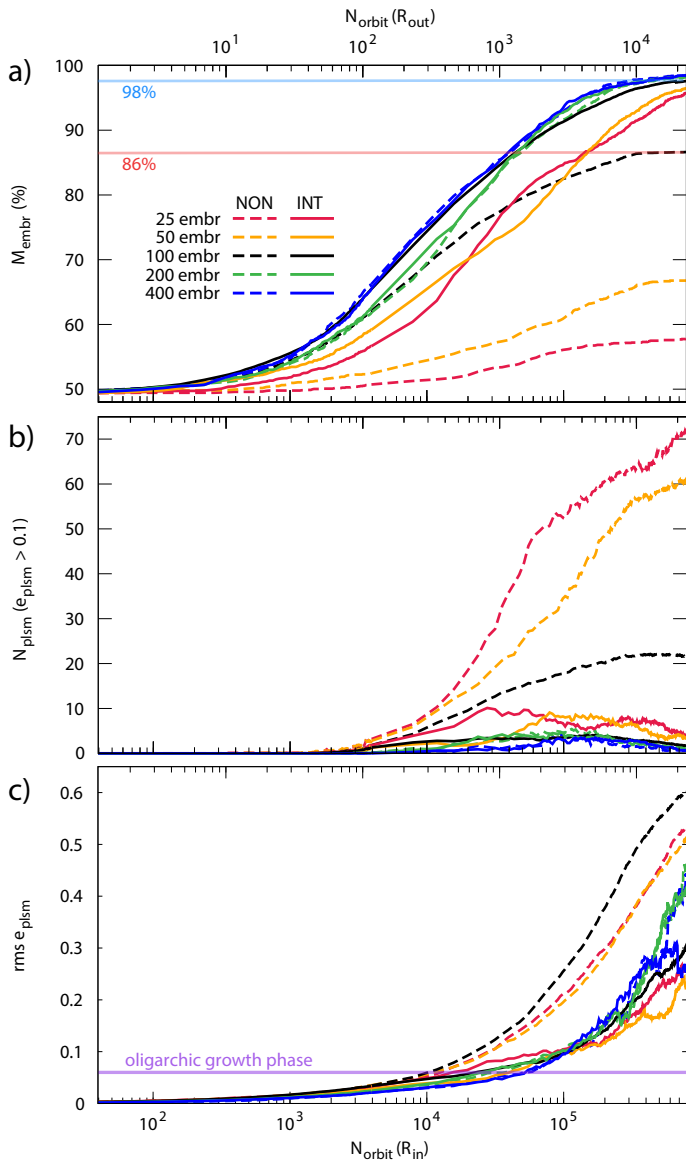 N_orbit (R_out)
10^1 10^2 10^3 10^4
a)
100
90
80
70
60
50
M_embr (%)
98%
86%
NON INT
25 embr
50 embr
100 embr
200 embr
400 embr
b)
70
60
50
40
30
20
10
0
N_plsm (e_plsm > 0.1)
c)
0.6
0.5
0.4
0.3
0.2
0.1
0
rms e_plsm
oligarchic growth phase
10^2 10^3 10^4 10^5
N_orbit (R_in)